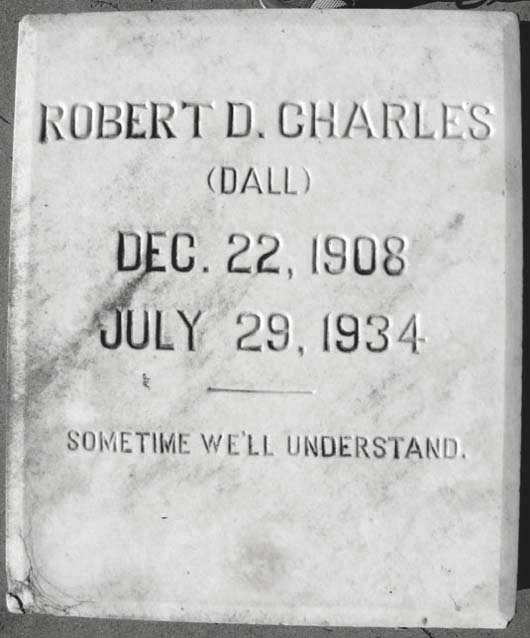 ROBERT D. CHARLES
(DALL)
DEC. 22, 1908
JULY 29, 1934
SOMETIME WE'LL UNDERSTAND.